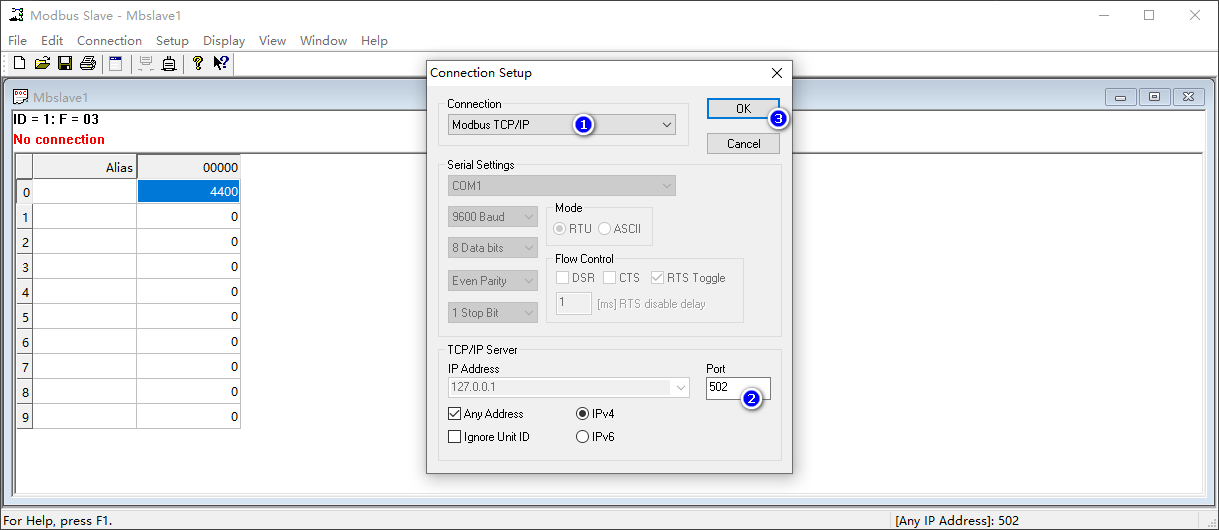 Modbus Slave - Mbslave1
File Edit Connection Setup Display View Window Help
Mbslave1
ID = 1: F = 03
No connection
Alias 00000
0 4400
1 0
2 0
3 0
4 0
5 0
6 0
7 0
8 0
9 0
Connection Setup
Connection
Modbus TCP/IP 1
OK 3
Cancel
Serial Settings
COM1
9600 Baud
8 Data bits
Even Parity
1 Stop Bit
Mode
RTU ASCII
Flow Control
DSR CTS RTS Toggle
1 [ms] RTS disable delay
TCP/IP Server
IP Address Port
127.0.0.1 502 2
Any Address IPv4
Ignore Unit ID IPv6
For Help, press F1. [Any IP Address]: 502